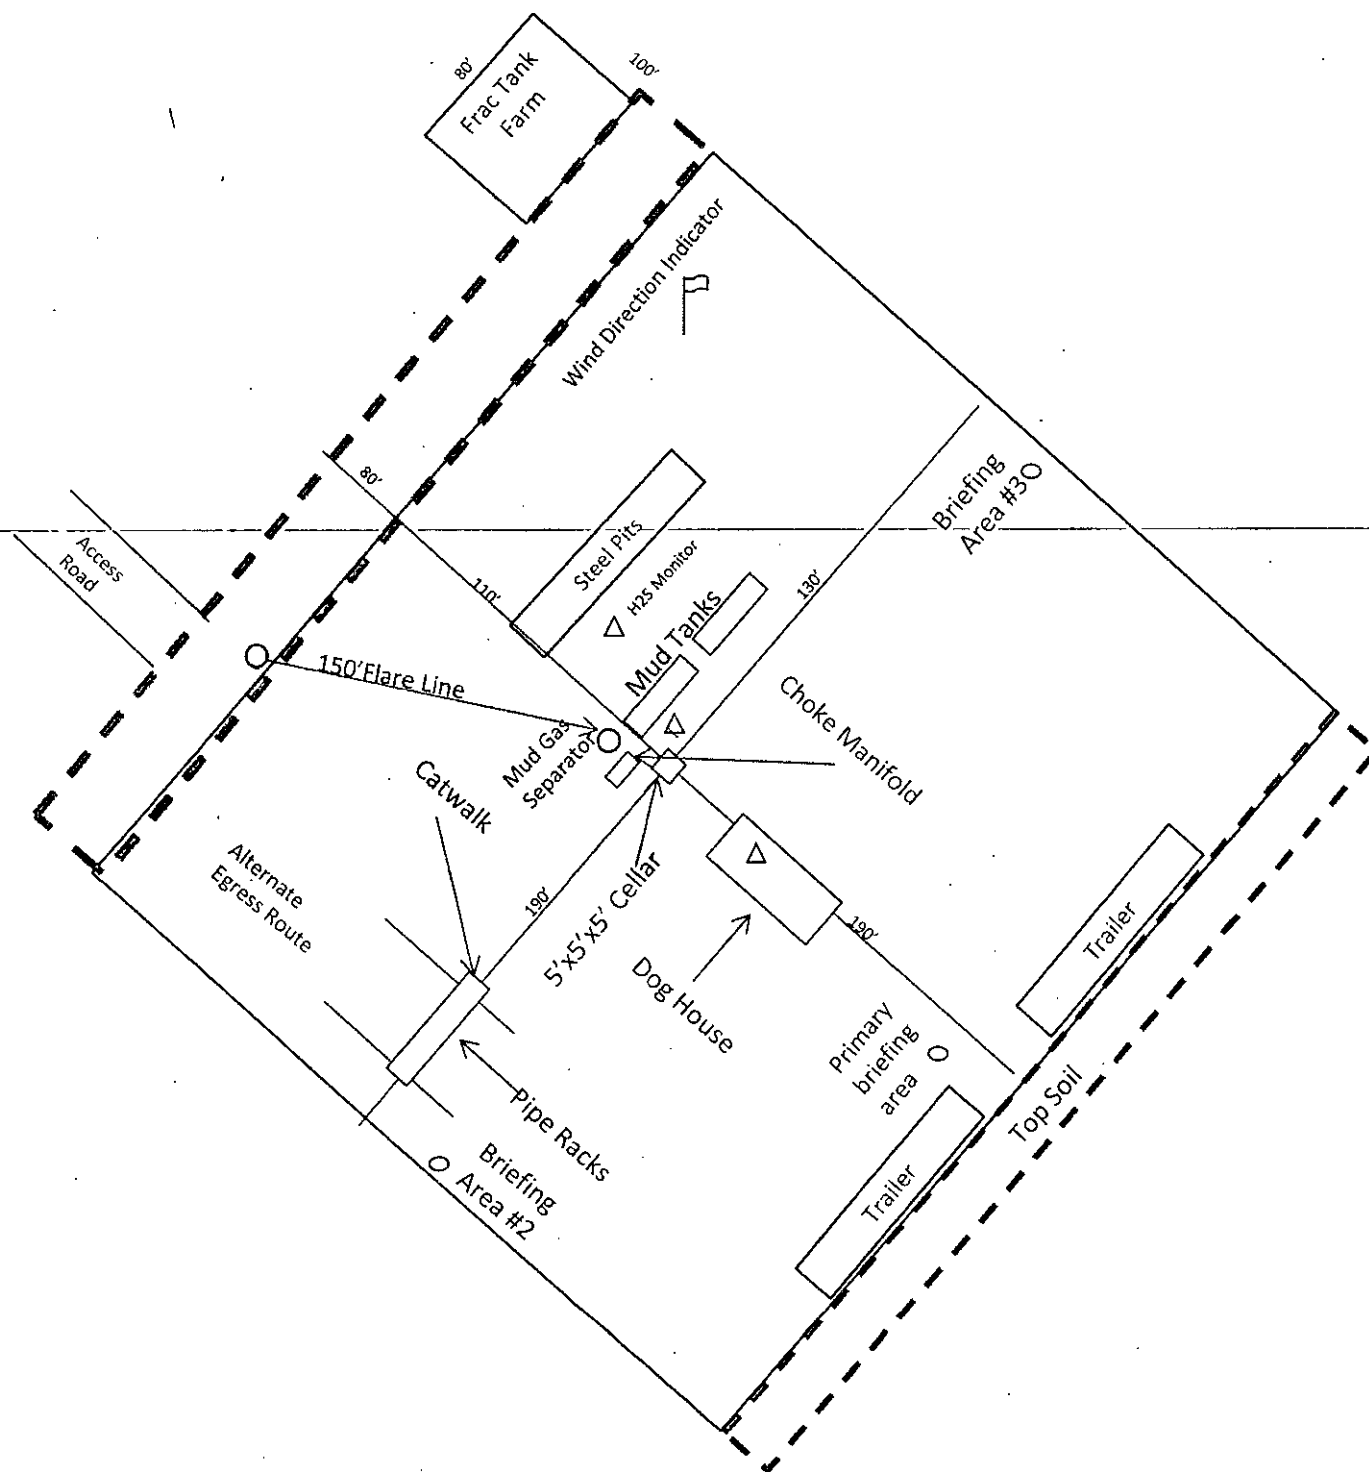 80'
100'
Frac Tank
Farm
Wind Direction Indicator
80'
Access
Road
110'
Steel Pits
H2S Monitor
Mud Tanks
130'
Briefing
Area #3
150'Flare Line
Mud Gas
Separator
Choke Manifold
Catwalk
Alternate
Egress Route
190'
5'x5'x5' Cellar
Dog House
190'
Trailer
Primary
briefing
area
Top Soil
Pipe Racks
Briefing
Area #2
Trailer